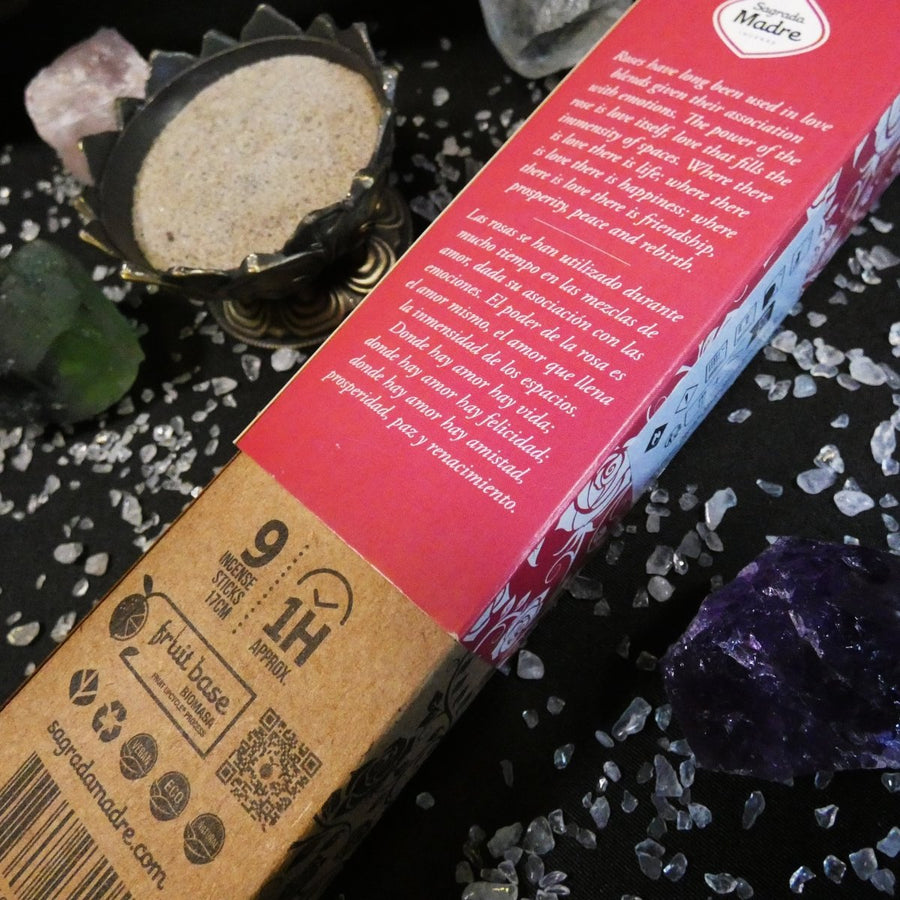 Sagrada
Madre
INCENSE
Roses have long been used in love
blends given their association
with emotions. The power of the
rose is love itself, love that fills the
immensity of spaces. Where there
is love there is life; where there
is love there is happiness; where
there is love there is friendship,
prosperity, peace and rebirth.
Las rosas se han utilizado durante
mucho tiempo en las mezclas de
amor, dada su asociación con las
emociones. El poder de la rosa es
el amor mismo, el amor que llena
la inmensidad de los espacios.
Donde hay amor hay vida;
donde hay amor hay felicidad;
donde hay amor hay amistad,
prosperidad, paz y renacimiento.
9
INCENSE
STICKS
17CM
1H
APPROX
fruit base
BIOMASA
FRUIT UPCYCLE PROCESS
ECO
sagradamadre.com